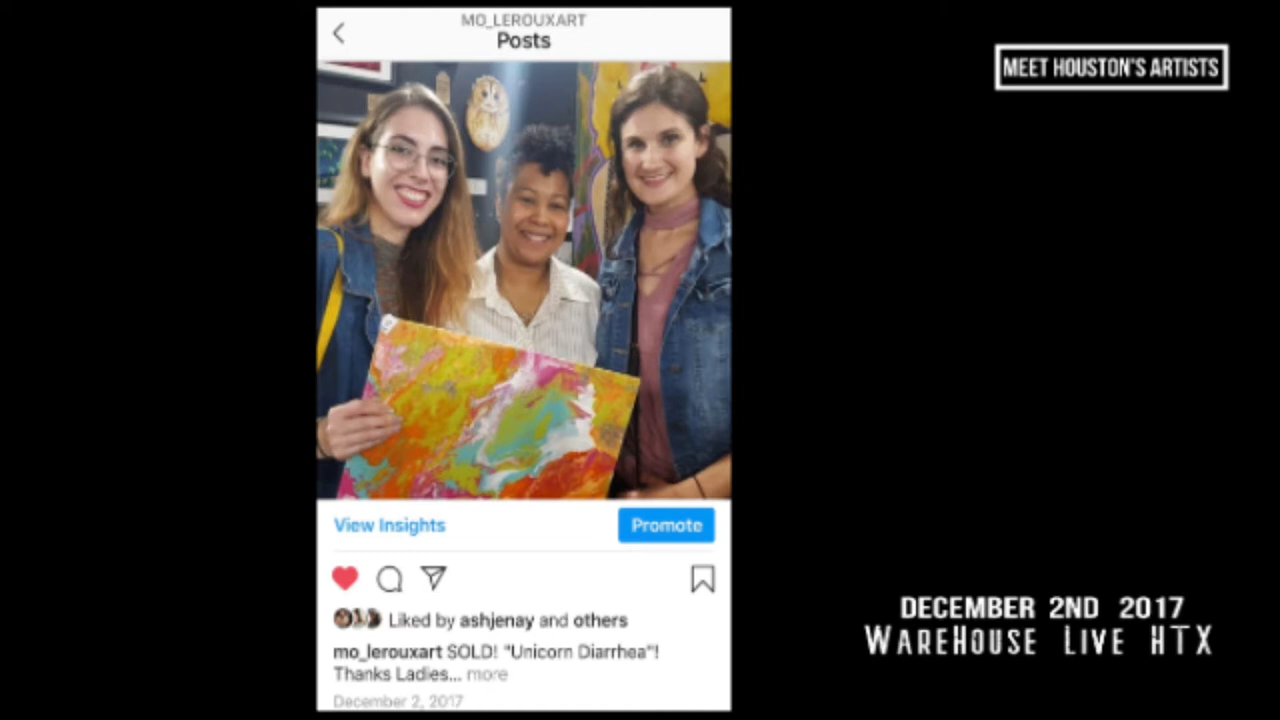 MO_LEROUXART
Posts
MEET HOUSTON'S ARTISTS
View Insights
Promote
Liked by ashjenay and others
mo_lerouxart SOLD! "Unicorn Diarrhea"!
Thanks Ladies... more
December 2, 2017
DECEMBER 2ND 2017
WAREHOUSE LIVE HTX